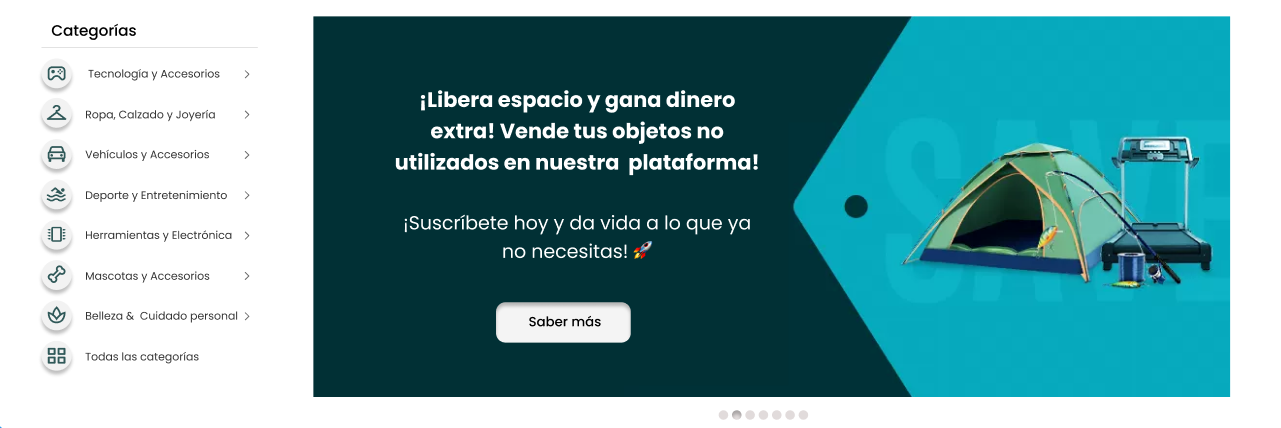 Categorías
Tecnología y Accesorios
Ropa, Calzado y Joyería
Vehículos y Accesorios
Deporte y Entretenimiento
Herramientas y Electrónica
Mascotas y Accesorios
Belleza & Cuidado personal
Todas las categorías
¡Libera espacio y gana dinero
extra! Vende tus objetos no
utilizados en nuestra plataforma!
¡Suscríbete hoy y da vida a lo que ya
no necesitas! 🚀
Saber más
SAVE